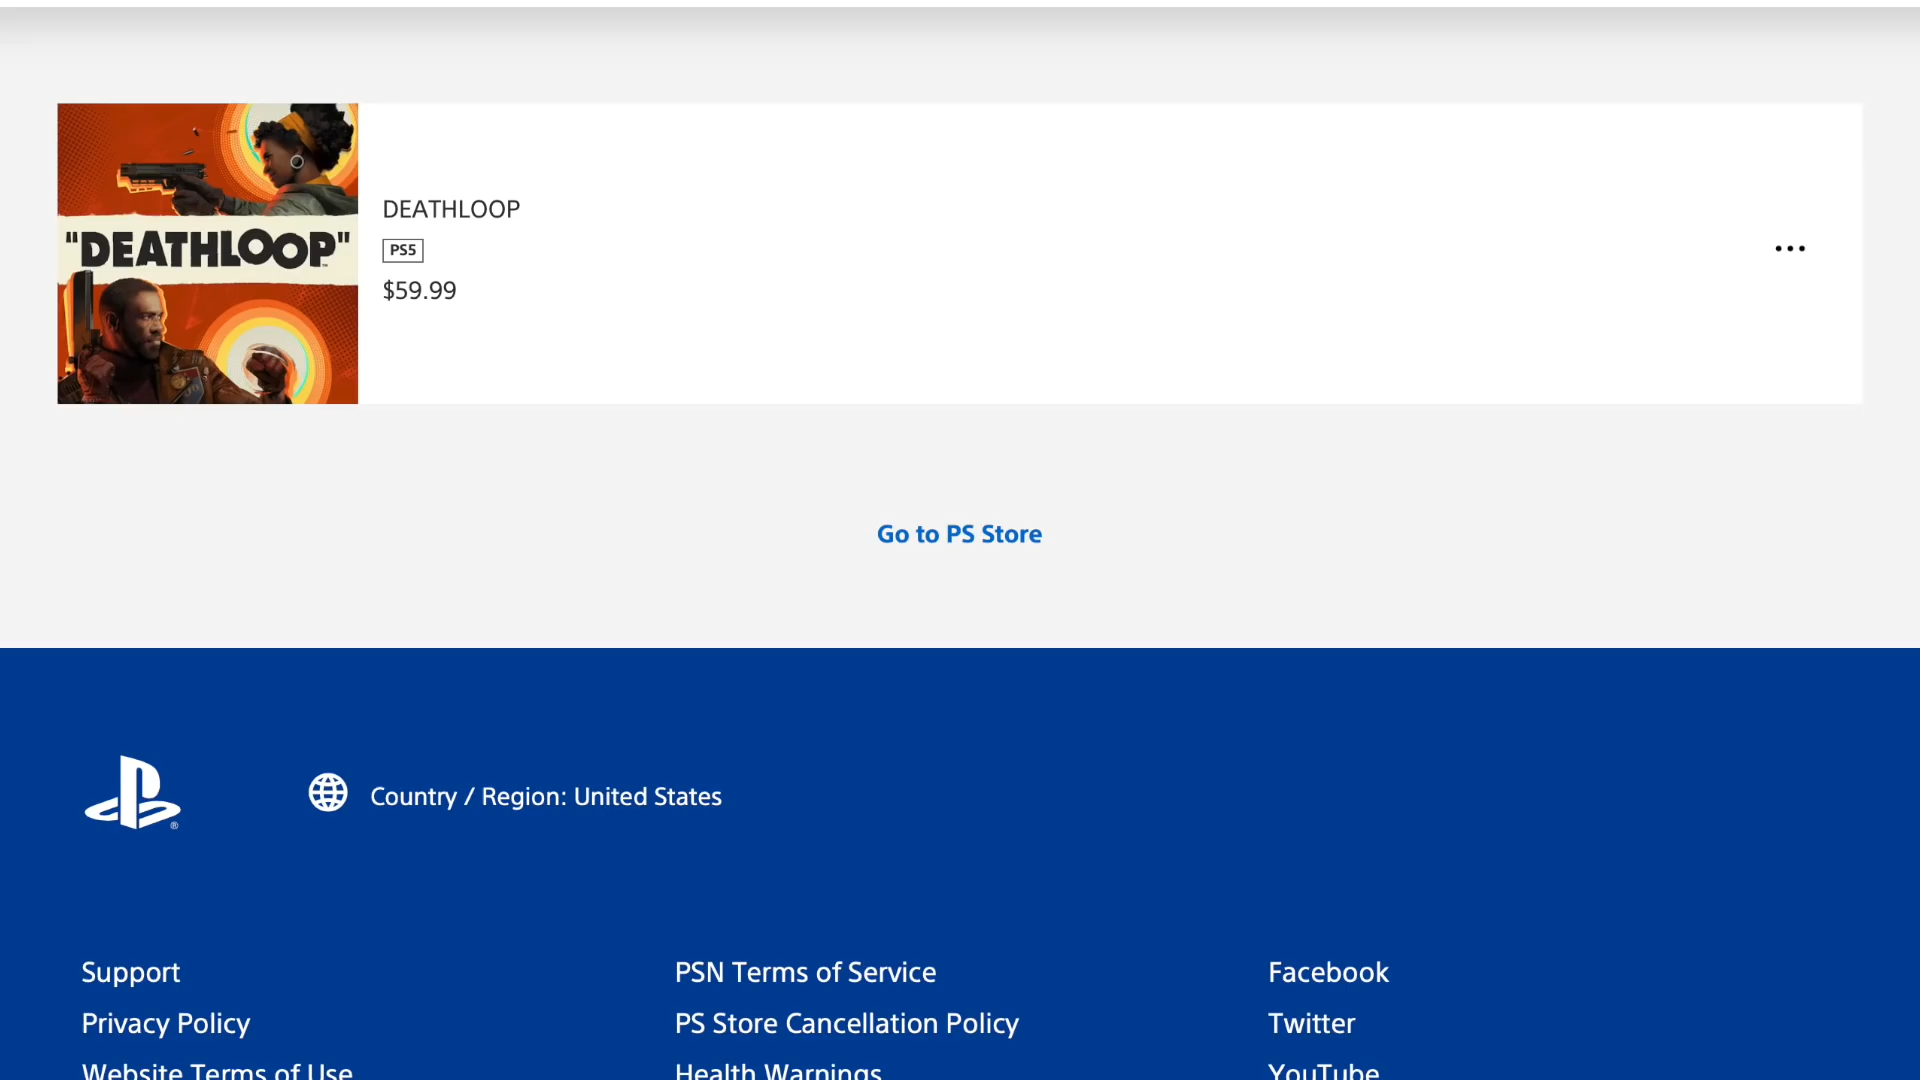 "DEATHLOOP"
DEATHLOOP
PS5
$59.99
Go to PS Store
Country / Region: United States
Support
PSN Terms of Service
Facebook
Privacy Policy
PS Store Cancellation Policy
Twitter
Website Terms of Use
Health Warnings
YouTube